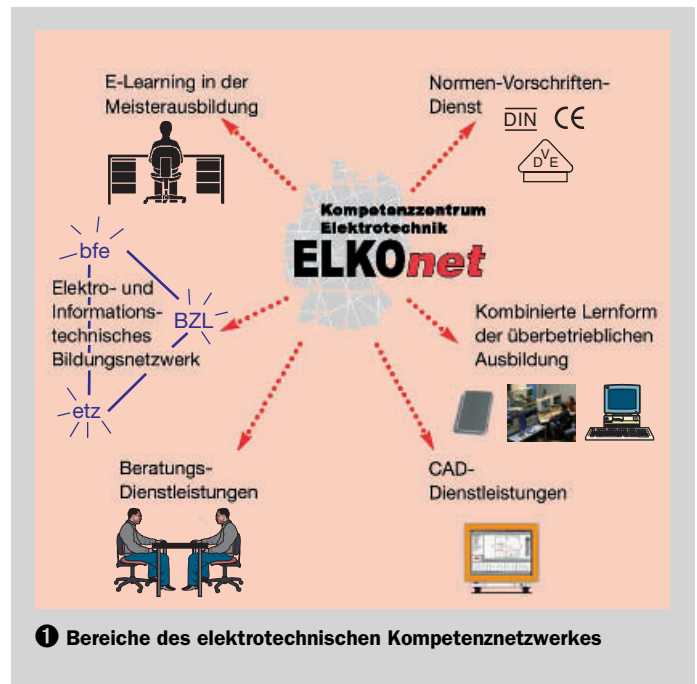 E-Learning in der
Meisterausbildung
Normen-Vorschriften-
Dienst
DIN CE
VDE
Kompetenzzentrum
Elektrotechnik
ELKOnet
bfe
Elektro- und
Informations-
technisches
Bildungsnetzwerk
BZL
etz
Kombinierte Lernform
der überbetrieblichen
Ausbildung
Beratungs-
Dienstleistungen
CAD-
Dienstleistungen
❶ Bereiche des elektrotechnischen Kompetenznetzwerkes